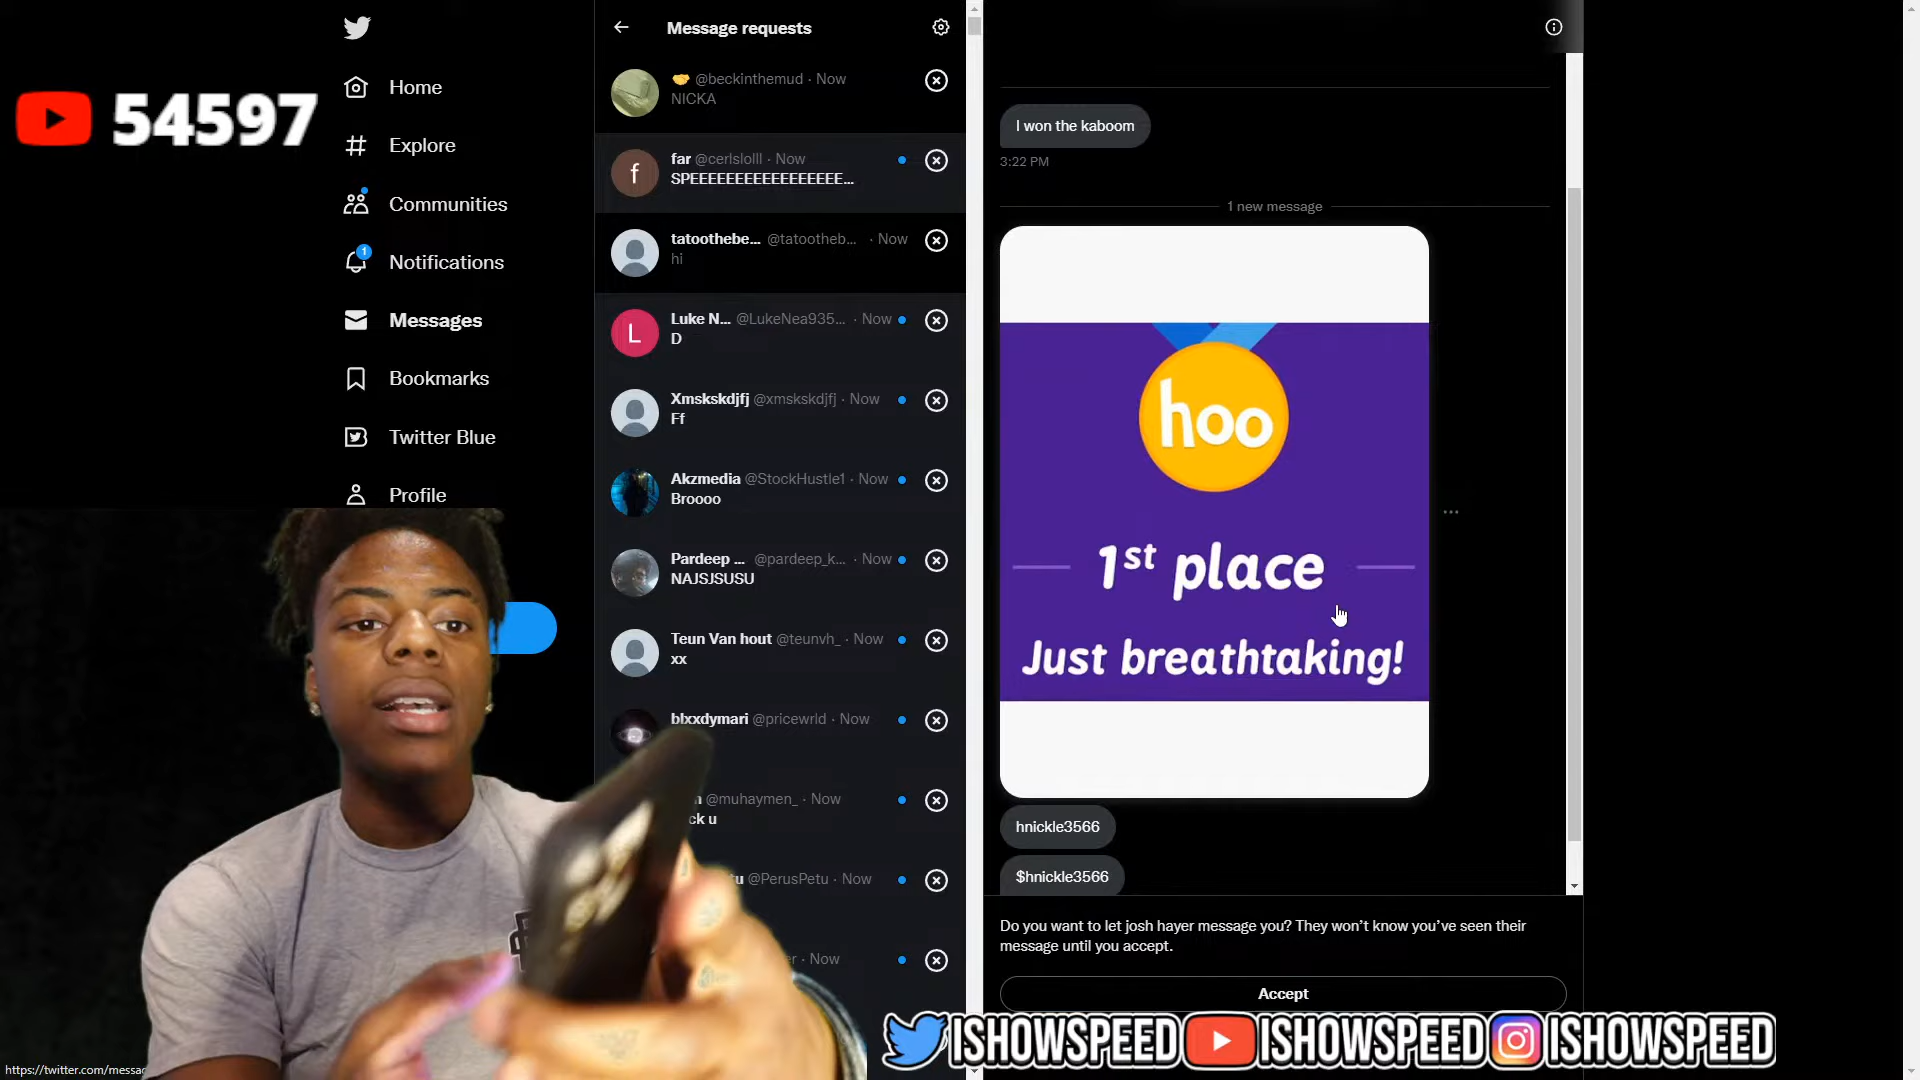 54597
Home
Explore
Communities
1
Notifications
Messages
Bookmarks
Twitter Blue
Profile
https://twitter.com/messa
Message requests
@beckinthemud · Now
NICKA
f
far @cerlslolll · Now
SPEEEEEEEEEEEEEEEEE...
tatoothebe... @tatootheb... · Now
hi
L
Luke N... @LukeNea935... · Now
D
Xmskskdjfj @xmskskdjfj · Now
Ff
Akzmedia @StockHustle1 · Now
Broooo
Pardeep ... @pardeep_k... · Now
NAJSJSUSU
Teun Van hout @teunvh_ · Now
xx
blxxdymari @pricewrld · Now
@muhaymen_ · Now
ck u
@PerusPetu · Now
· Now
I won the kaboom
3:22 PM
1 new message
hoo
1st place
Just breathtaking!
hnickle3566
$hnickle3566
Do you want to let josh hayer message you? They won't know you've seen their
message until you accept.
Accept
ISHOWSPEED ISHOWSPEED ISHOWSPEED